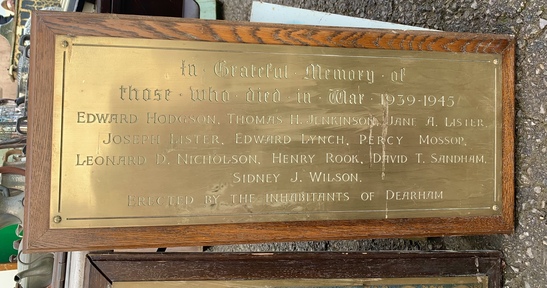 In · Grateful · Memory · of
those · who · died · in · War · 1939-1945
Edward Hodgson, Thomas H. Jenkinson, Jane A. Lister,
Joseph Lister, Edward Lynch, Percy Mossop,
Leonard D. Nicholson, Henry Rook, David T. Sandham,
Sidney J. Wilson.
Erected by the inhabitants of Dearham